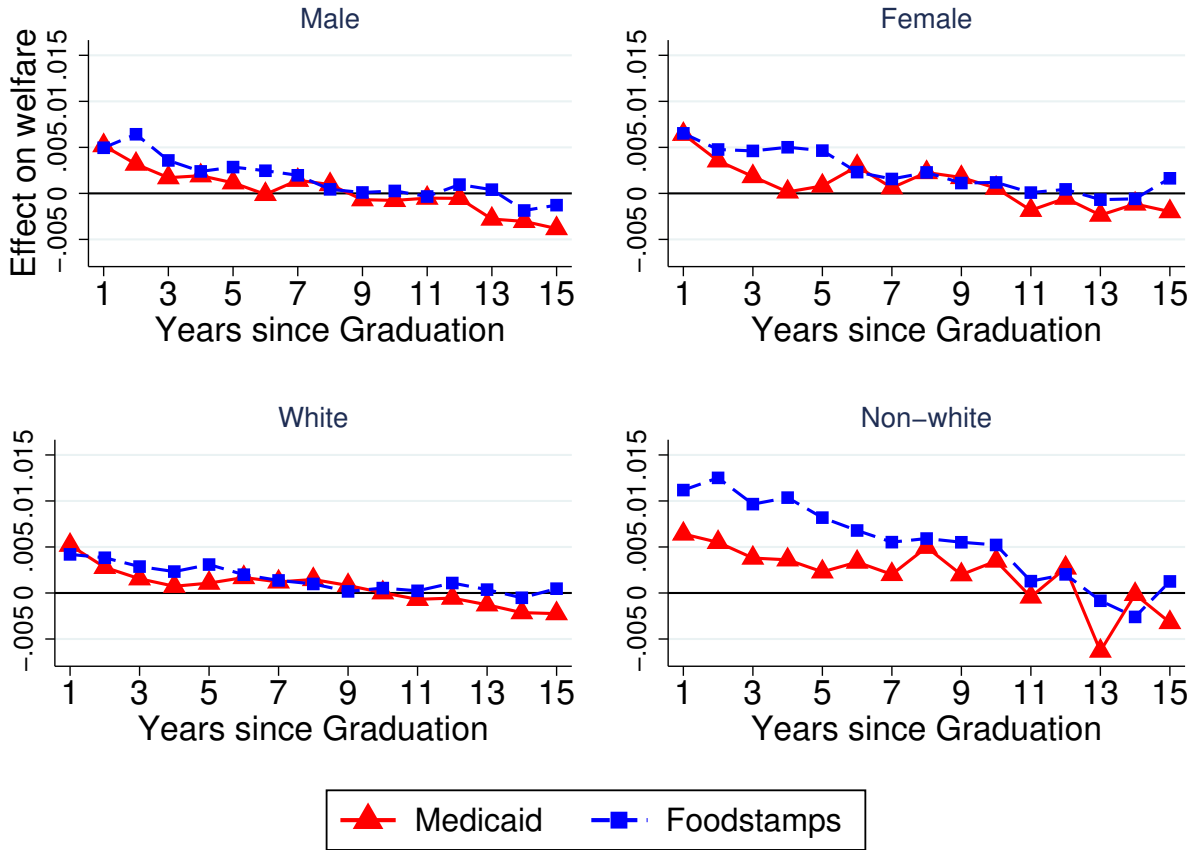 Male
Effect on welfare
-.005 0 .005 .01 .015
1 3 5 7 9 11 13 15
Years since Graduation
Female
-.005 0 .005 .01 .015
1 3 5 7 9 11 13 15
Years since Graduation
White
-.005 0 .005 .01 .015
1 3 5 7 9 11 13 15
Years since Graduation
Non−white
-.005 0 .005 .01 .015
1 3 5 7 9 11 13 15
Years since Graduation
Medicaid Foodstamps